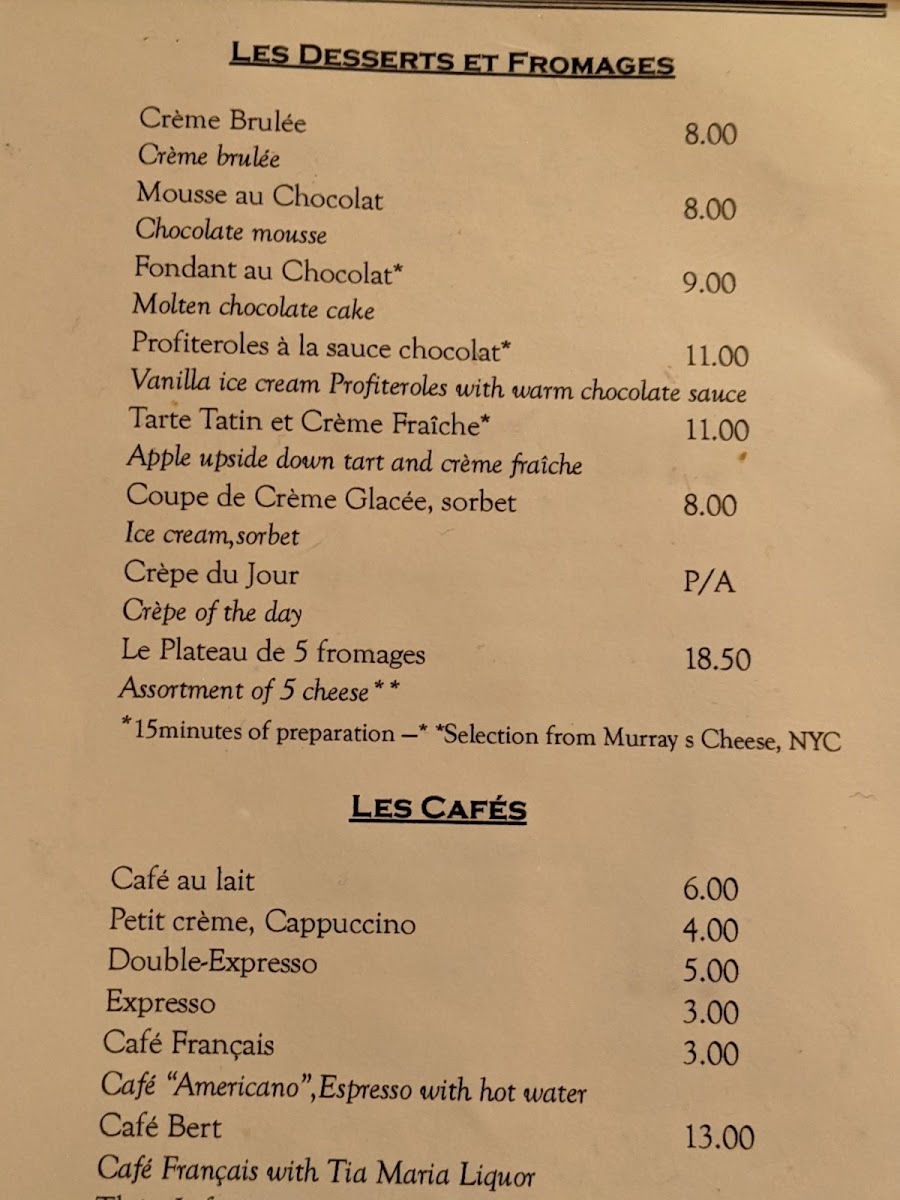 LES DESSERTS ET FROMAGES
Crème Brulée 8.00
Crème brulée
Mousse au Chocolat 8.00
Chocolate mousse
Fondant au Chocolat* 9.00
Molten chocolate cake
Profiteroles à la sauce chocolat* 11.00
Vanilla ice cream Profiteroles with warm chocolate sauce
Tarte Tatin et Crème Fraîche* 11.00
Apple upside down tart and crème fraîche
Coupe de Crème Glacée, sorbet 8.00
Ice cream,sorbet
Crèpe du Jour P/A
Crèpe of the day
Le Plateau de 5 fromages 18.50
Assortment of 5 cheese**
*15minutes of preparation –* *Selection from Murray s Cheese, NYC
LES CAFÉS
Café au lait 6.00
Petit crème, Cappuccino 4.00
Double-Expresso 5.00
Expresso 3.00
Café Français 3.00
Café “Americano”,Espresso with hot water
Café Bert 13.00
Café Français with Tia Maria Liquor